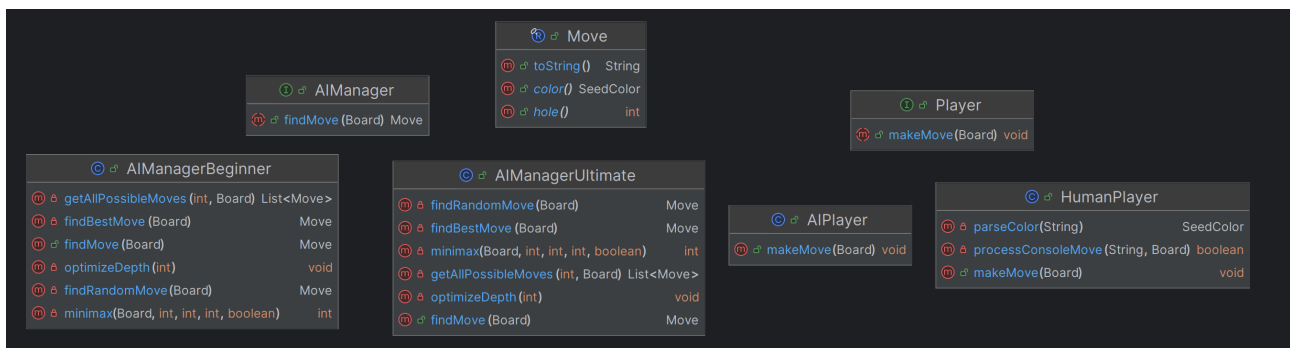 Move
toString() String
color() SeedColor
hole() int
AIManager
findMove(Board) Move
Player
makeMove(Board) void
AIManagerBeginner
getAllPossibleMoves(int, Board) List<Move>
findBestMove(Board) Move
findMove(Board) Move
optimizeDepth(int) void
findRandomMove(Board) Move
minimax(Board, int, int, int, boolean) int
AIManagerUltimate
findRandomMove(Board) Move
findBestMove(Board) Move
minimax(Board, int, int, int, boolean) int
getAllPossibleMoves(int, Board) List<Move>
optimizeDepth(int) void
findMove(Board) Move
AIPlayer
makeMove(Board) void
HumanPlayer
parseColor(String) SeedColor
processConsoleMove(String, Board) boolean
makeMove(Board) void